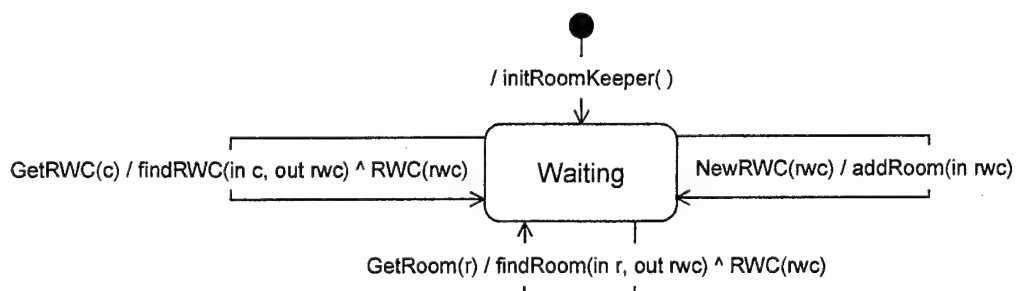 / initRoomKeeper( )
GetRWC(c) / findRWC(in c, out rwc) ^ RWC(rwc)
Waiting
NewRWC(rwc) / addRoom(in rwc)
GetRoom(r) / findRoom(in r, out rwc) ^ RWC(rwc)